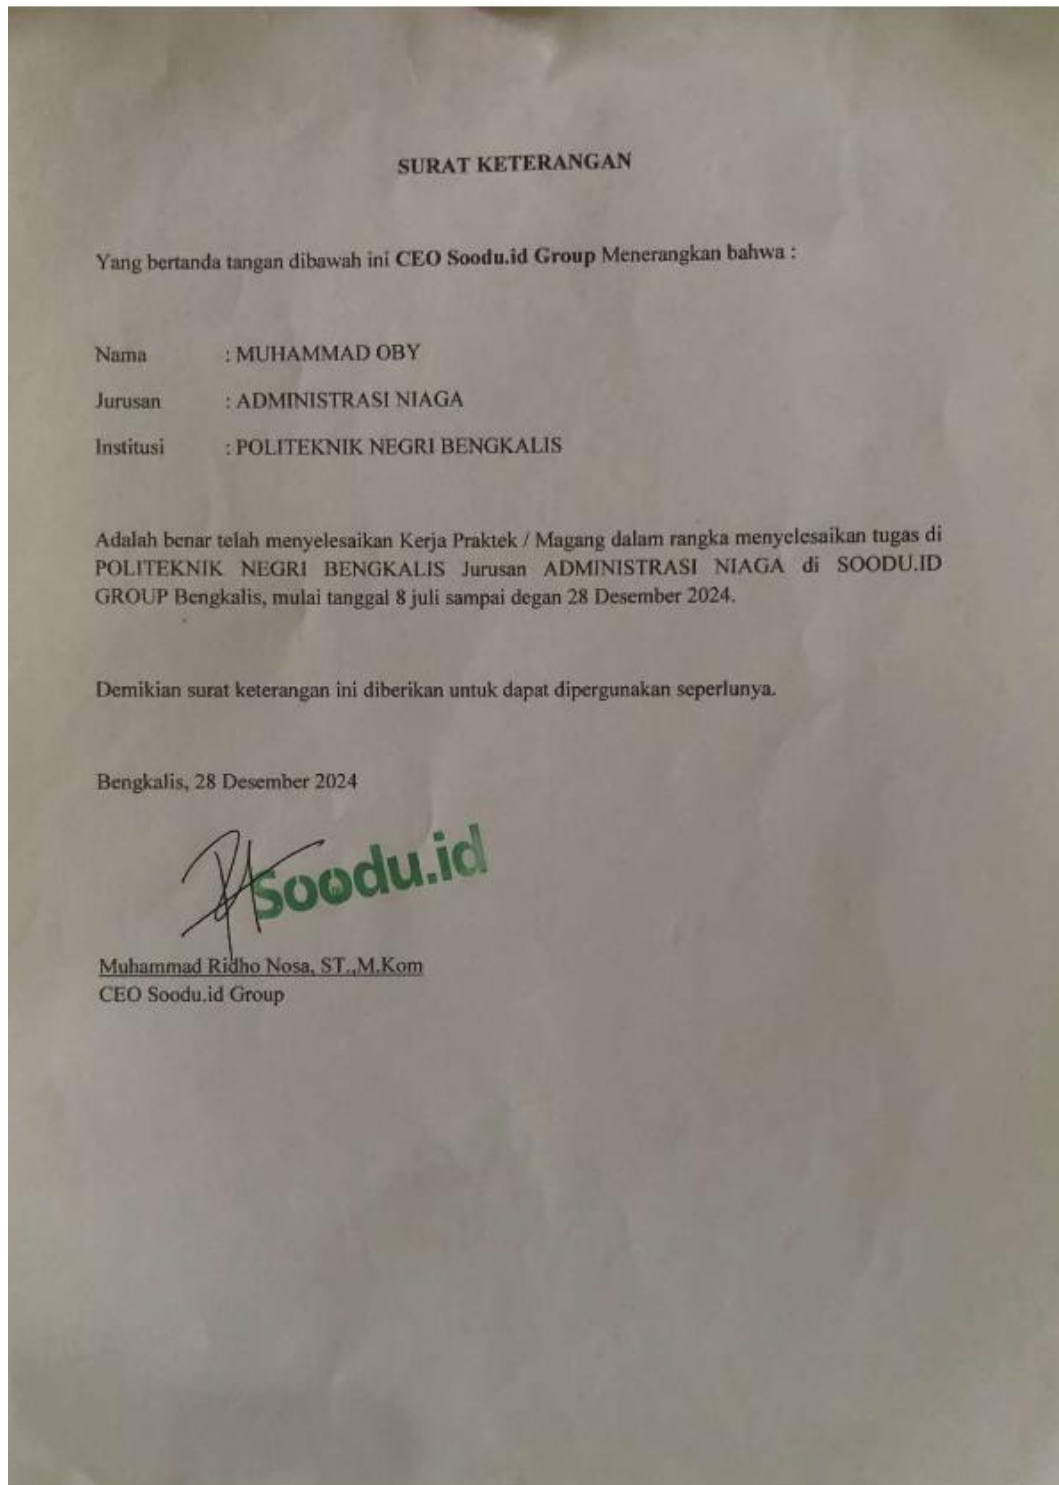 SURAT KETERANGAN
Yang bertanda tangan dibawah ini CEO Soodu.id Group Menerangkan bahwa :
Nama : MUHAMMAD OBY
Jurusan : ADMINISTRASI NIAGA
Institusi : POLITEKNIK NEGRI BENGKALIS
Adalah benar telah menyelesaikan Kerja Praktek / Magang dalam rangka menyelesaikan tugas di
POLITEKNIK NEGRI BENGKALIS Jurusan ADMINISTRASI NIAGA di SOODU.ID
GROUP Bengkalis, mulai tanggal 8 juli sampai degan 28 Desember 2024.
Demikian surat keterangan ini diberikan untuk dapat dipergunakan seperlunya.
Bengkalis, 28 Desember 2024
Soodu.id
Muhammad Ridho Nosa, ST.,M.Kom
CEO Soodu.id Group